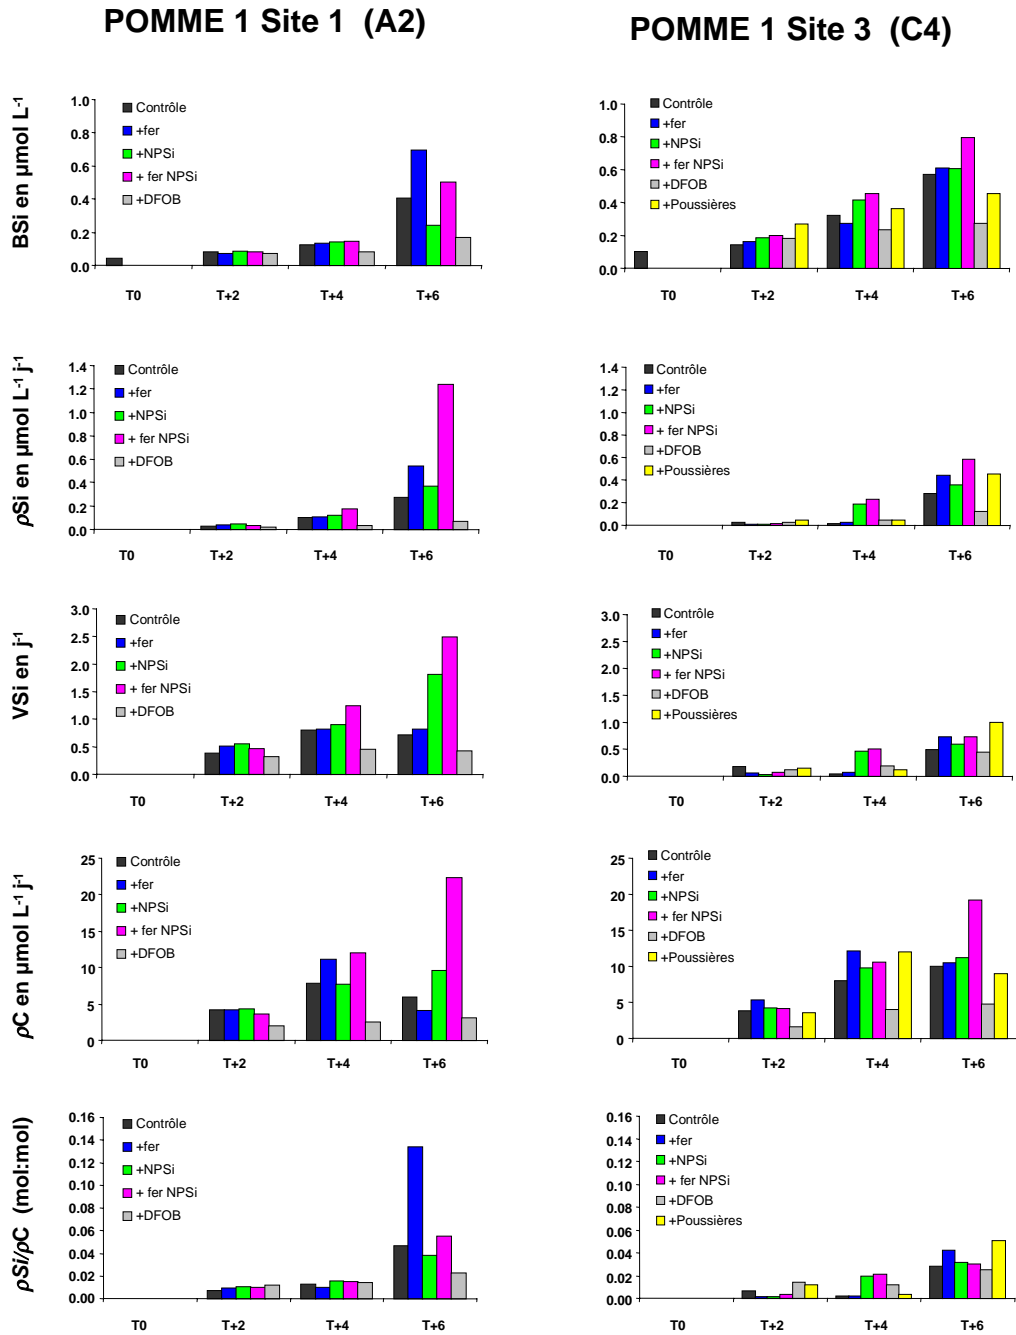 POMME 1 Site 1 (A2)
POMME 1 Site 3 (C4)
BSi en µmol L-1
1.0
0.8
0.6
0.4
0.2
0.0
Contrôle
+fer
+NPSi
+ fer NPSi
+DFOB
T0
T+2
T+4
T+6
1.0
0.8
0.6
0.4
0.2
0.0
Contrôle
+fer
+NPSi
+ fer NPSi
+DFOB
+Poussières
T0
T+2
T+4
T+6
ρSi en µmol L-1 j-1
1.4
1.2
1.0
0.8
0.6
0.4
0.2
0.0
Contrôle
+fer
+NPSi
+ fer NPSi
+DFOB
T0
T+2
T+4
T+6
1.4
1.2
1.0
0.8
0.6
0.4
0.2
0.0
Contrôle
+fer
+NPSi
+ fer NPSi
+DFOB
+Poussières
T0
T+2
T+4
T+6
VSi en j-1
3.0
2.5
2.0
1.5
1.0
0.5
0.0
Contrôle
+fer
+NPSi
+ fer NPSi
+DFOB
T0
T+2
T+4
T+6
3.0
2.5
2.0
1.5
1.0
0.5
0.0
Contrôle
+fer
+NPSi
+ fer NPSi
+DFOB
+Poussières
T0
T+2
T+4
T+6
ρC en µmol L-1 j-1
25
20
15
10
5
0
Contrôle
+fer
+NPSi
+ fer NPSi
+DFOB
T0
T+2
T+4
T+6
25
20
15
10
5
0
Contrôle
+fer
+NPSi
+ fer NPSi
+DFOB
+Poussières
T0
T+2
T+4
T+6
ρSi/ρC (mol:mol)
0.16
0.14
0.12
0.10
0.08
0.06
0.04
0.02
0.00
Contrôle
+fer
+NPSi
+ fer NPSi
+DFOB
T0
T+2
T+4
T+6
0.16
0.14
0.12
0.10
0.08
0.06
0.04
0.02
0.00
Contrôle
+fer
+NPSi
+ fer NPSi
+DFOB
+Poussières
T0
T+2
T+4
T+6